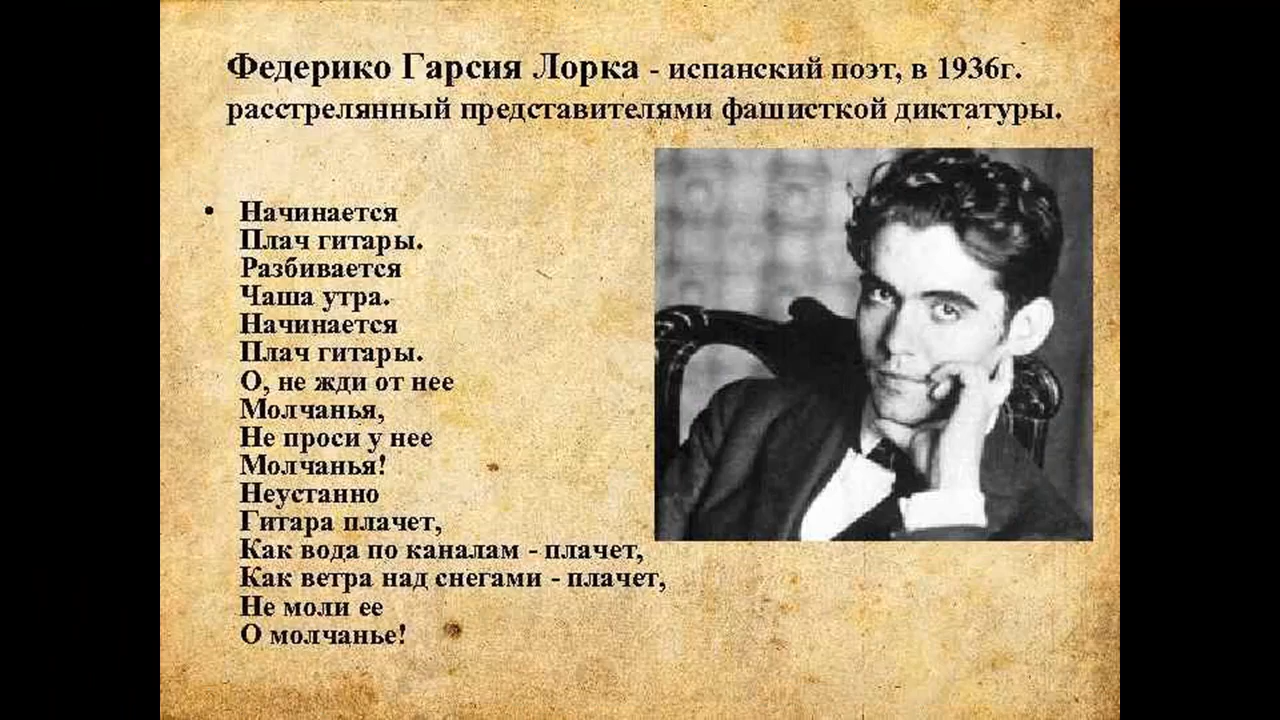 Федерико Гарсия Лорка - испанский поэт, в 1936г.
расстрелянный представителями фашисткой диктатуры.
• Начинается
Плач гитары.
Разбивается
Чаша утра.
Начинается
Плач гитары.
О, не жди от нее
Молчанья,
Не проси у нее
Молчанья!
Неустанно
Гитара плачет,
Как вода по каналам - плачет,
Как ветра над снегами - плачет,
Не моли ее
О молчанье!